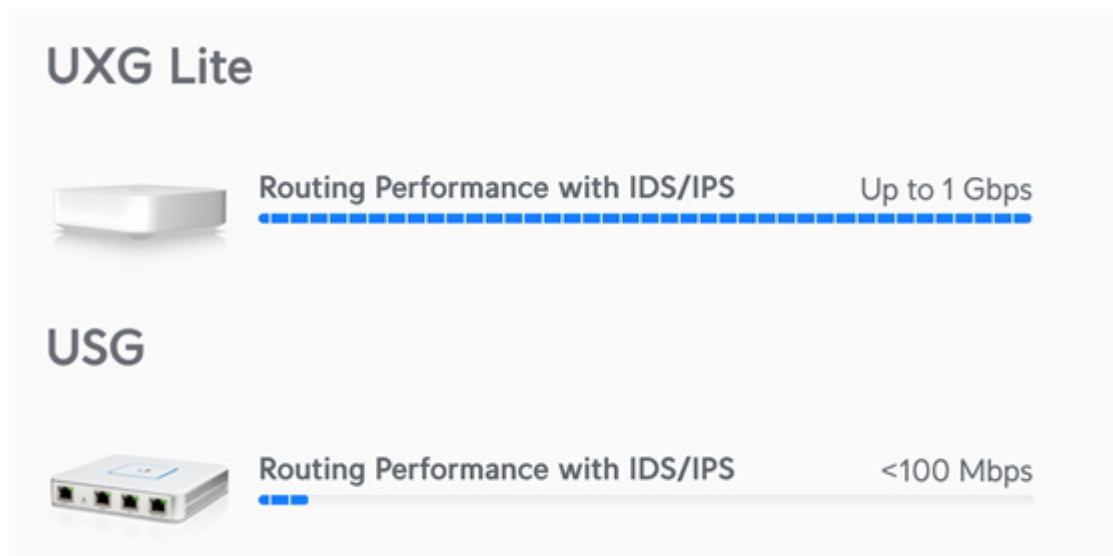 UXG Lite
Routing Performance with IDS/IPS Up to 1 Gbps
USG
Routing Performance with IDS/IPS <100 Mbps